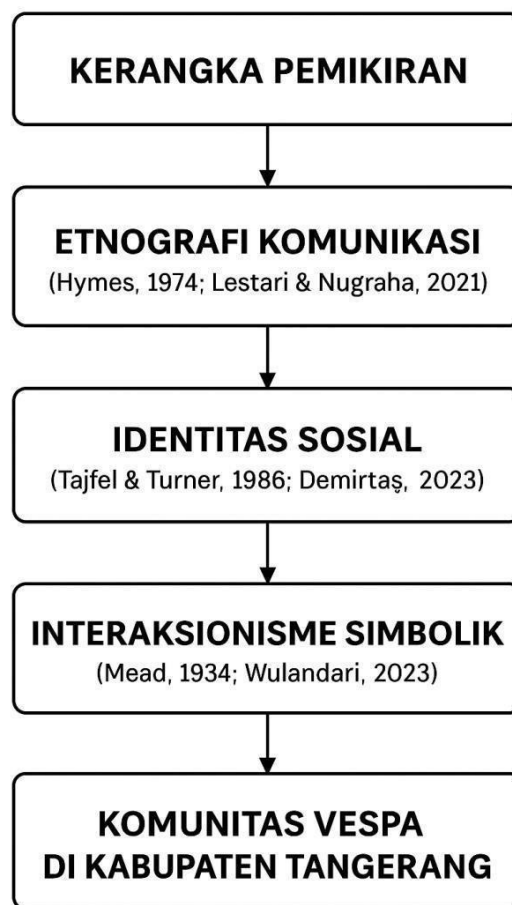 KERANGKA PEMIKIRAN
ETNOGRAFI KOMUNIKASI
(Hymes, 1974; Lestari & Nugraha, 2021)
IDENTITAS SOSIAL
(Tajfel & Turner, 1986; Demirtaş, 2023)
INTERAKSIONISME SIMBOLIK
(Mead, 1934; Wulandari, 2023)
KOMUNITAS VESPA
DI KABUPATEN TANGERANG